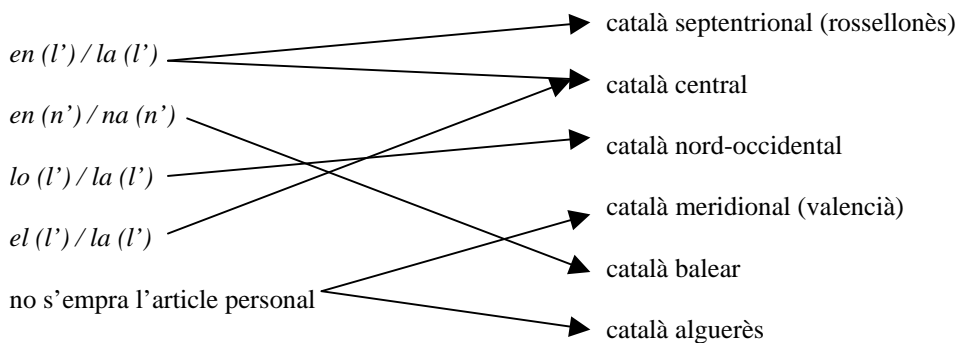 en (l’) / la (l’)
en (n’) / na (n’)
lo (l’) / la (l’)
el (l’) / la (l’)
no s’empra l’article personal
català septentrional (rossellonès)
català central
català nord-occidental
català meridional (valencià)
català balear
català alguerès